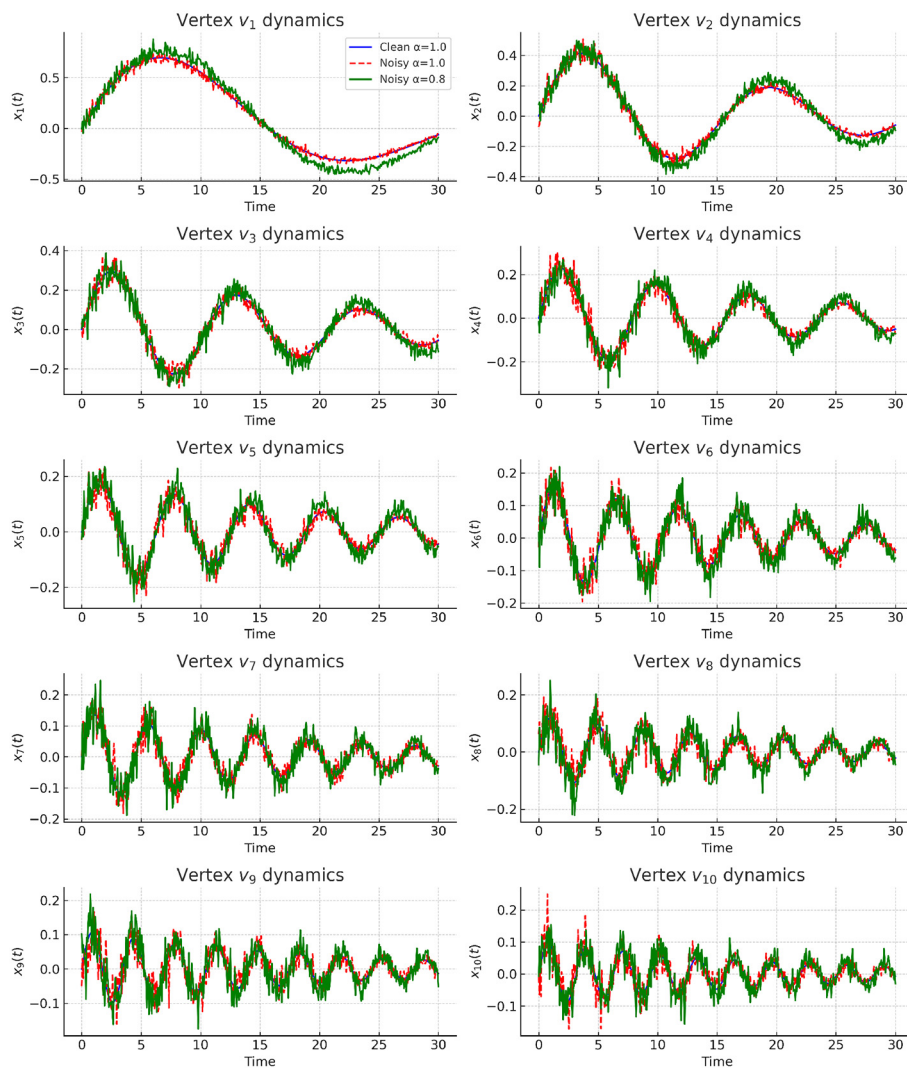 Vertex v₁ dynamics
x₁(t)
0.5
0.0
−0.5
Clean α=1.0
Noisy α=1.0
Noisy α=0.8
0 5 10 15 20 25 30
Time
Vertex v₂ dynamics
x₂(t)
0.4
0.2
0.0
−0.2
−0.4
0 5 10 15 20 25 30
Time
Vertex v₃ dynamics
x₃(t)
0.4
0.2
0.0
−0.2
0 5 10 15 20 25 30
Time
Vertex v₄ dynamics
x₄(t)
0.2
0.0
−0.2
0 5 10 15 20 25 30
Time
Vertex v₅ dynamics
x₅(t)
0.2
0.0
−0.2
0 5 10 15 20 25 30
Time
Vertex v₆ dynamics
x₆(t)
0.2
0.1
0.0
−0.1
−0.2
0 5 10 15 20 25 30
Time
Vertex v₇ dynamics
x₇(t)
0.2
0.1
0.0
−0.1
−0.2
0 5 10 15 20 25 30
Time
Vertex v₈ dynamics
x₈(t)
0.2
0.0
−0.2
0 5 10 15 20 25 30
Time
Vertex v₉ dynamics
x₉(t)
0.2
0.1
0.0
−0.1
0 5 10 15 20 25 30
Time
Vertex v₁₀ dynamics
x₁₀(t)
0.2
0.1
0.0
−0.1
0 5 10 15 20 25 30
Time